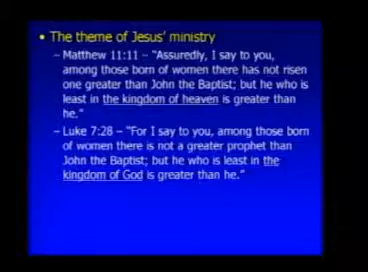 • The theme of Jesus' ministry
– Matthew 11:11 – "Assuredly, I say to you,
among those born of women there has not risen
one greater than John the Baptist; but he who is
least in the kingdom of heaven is greater than
he."
– Luke 7:28 – "For I say to you, among those born
of women there is not a greater prophet than
John the Baptist; but he who is least in the
kingdom of God is greater than he."